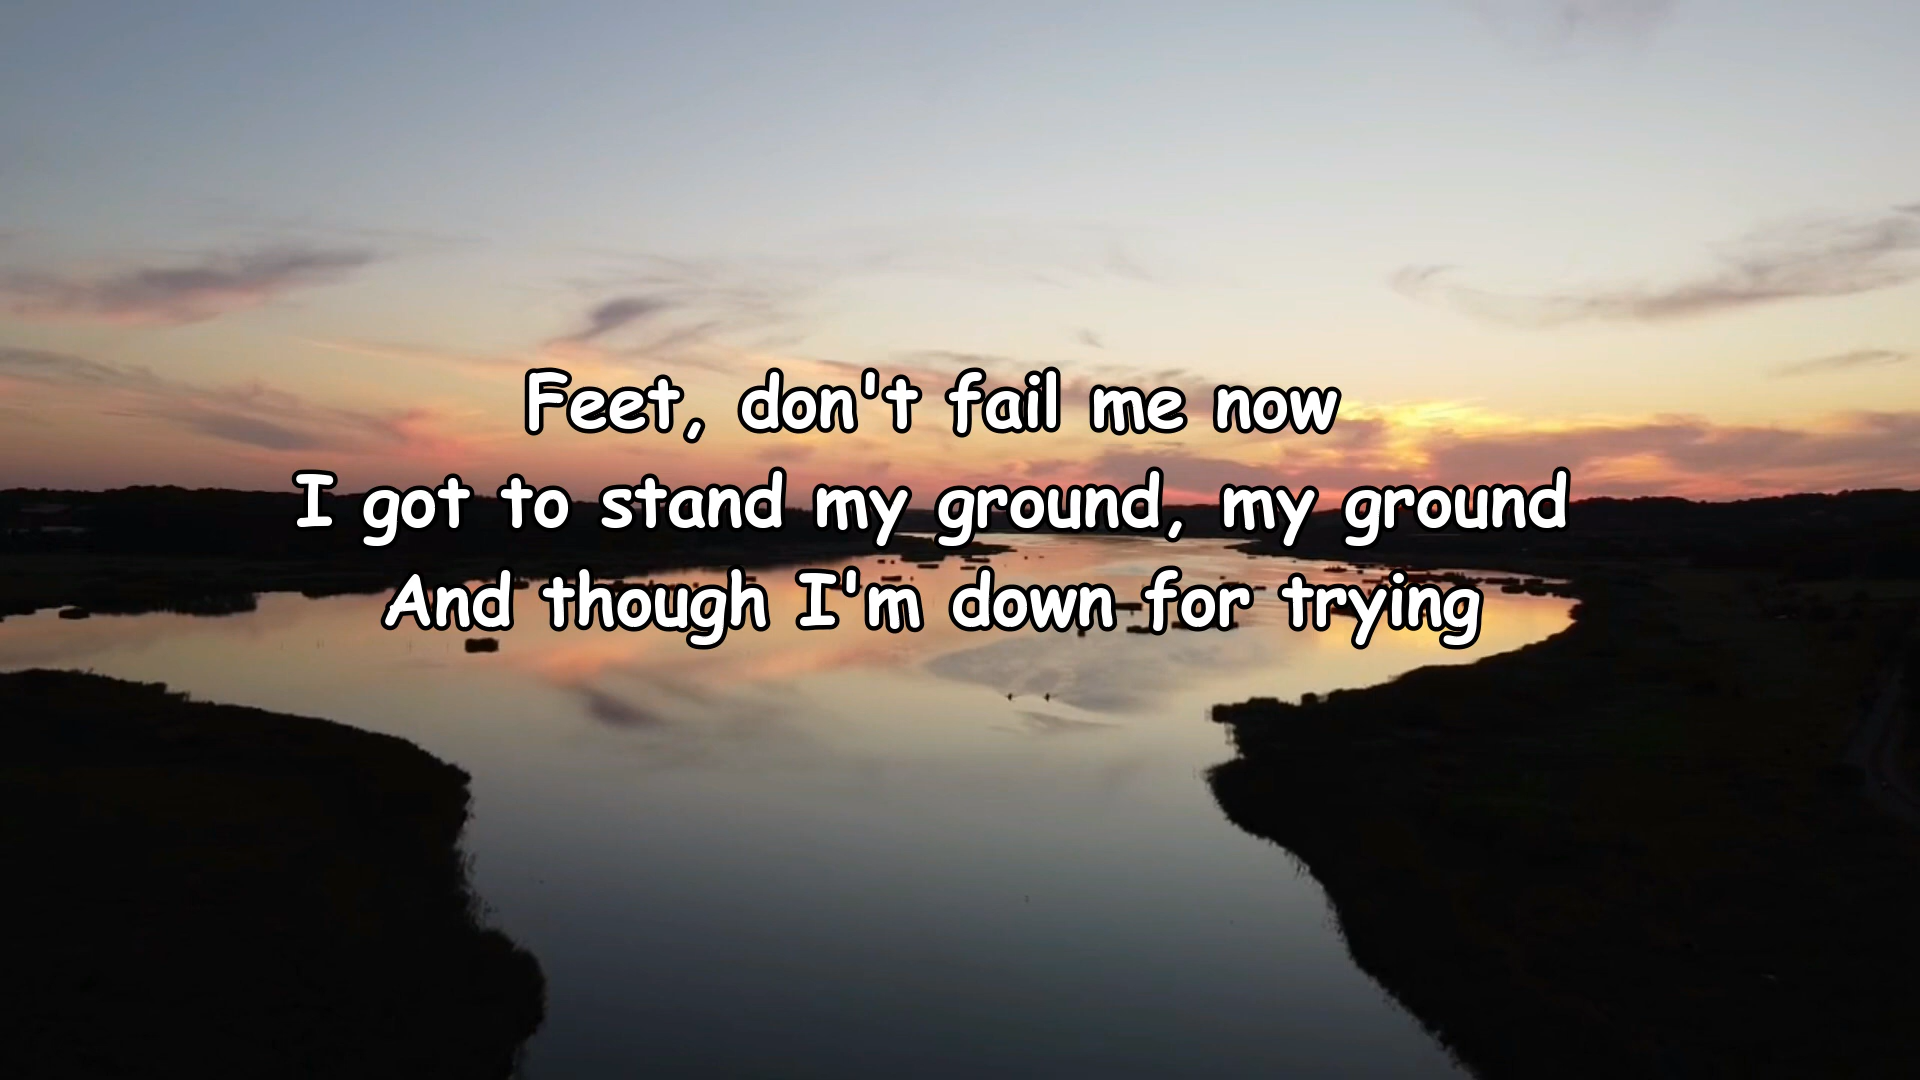 Feet, don't fail me now
I got to stand my ground, my ground
And though I'm down for trying